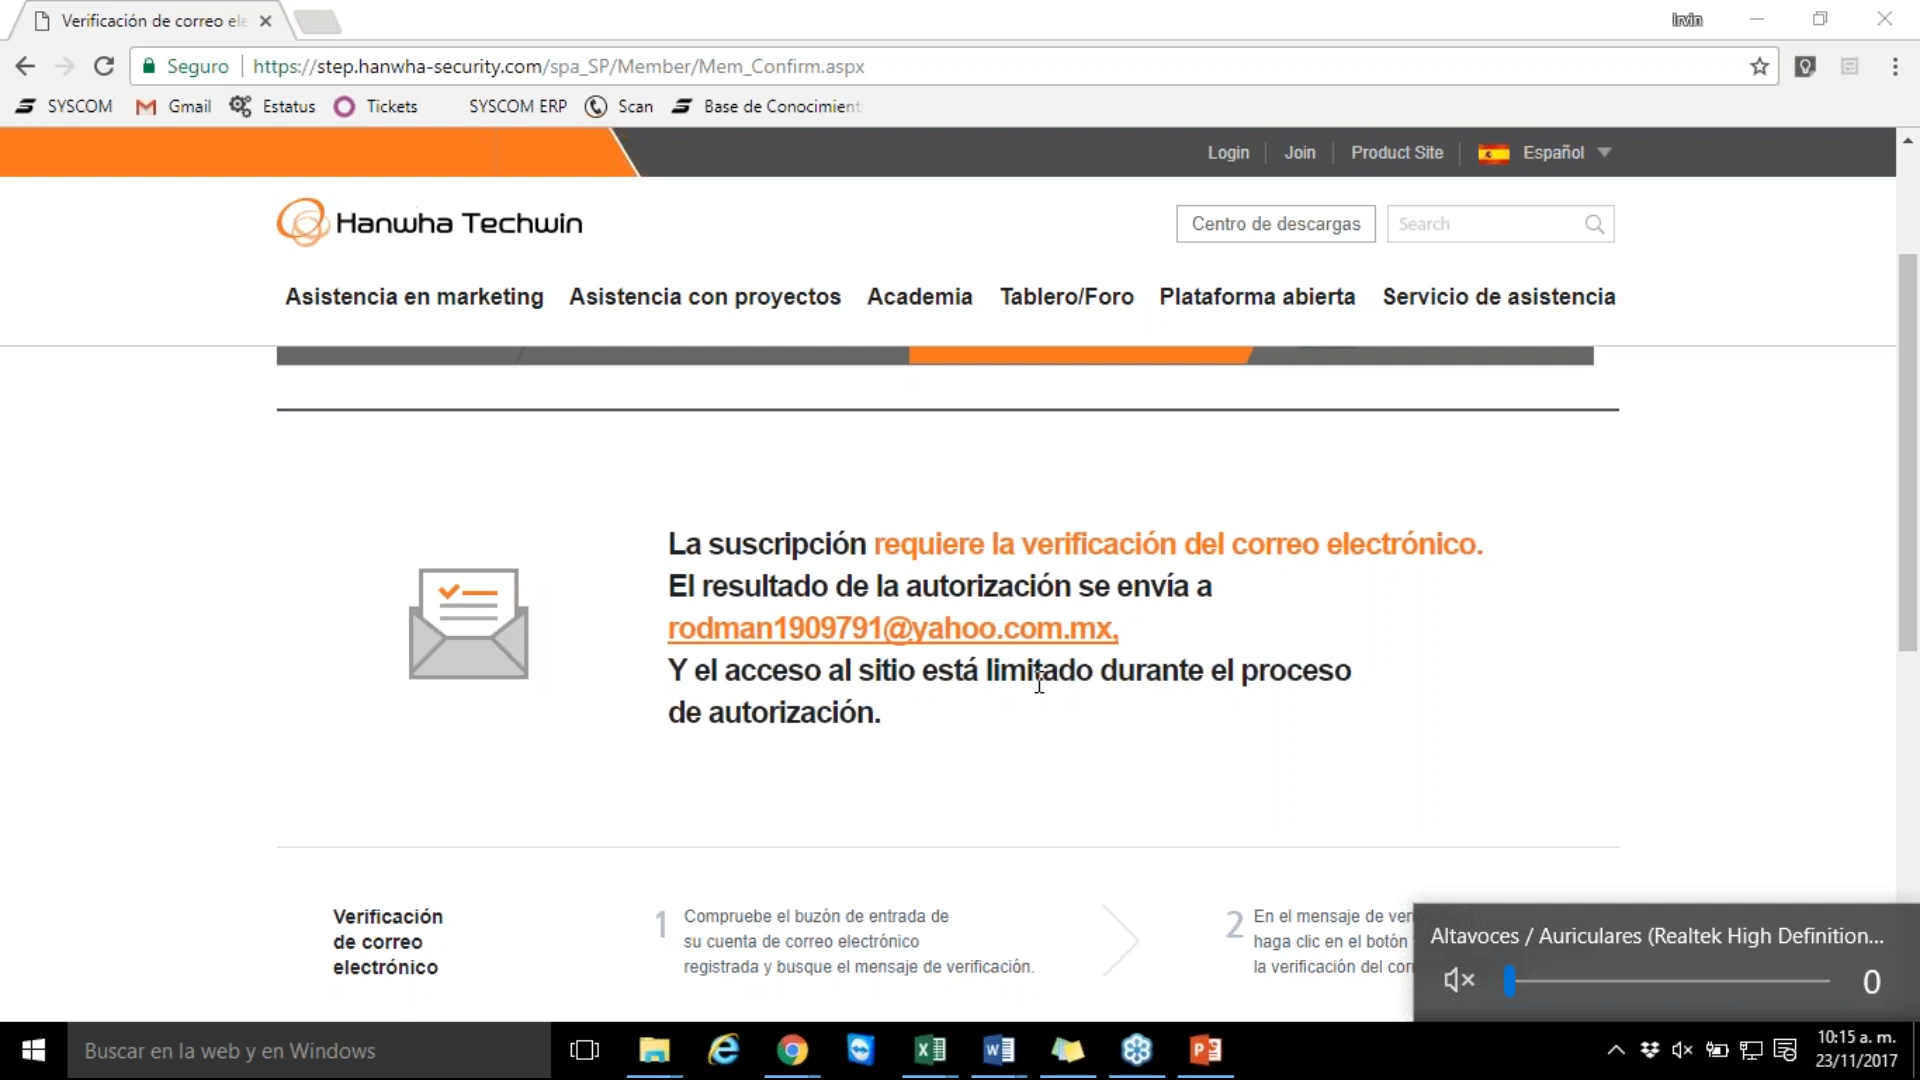 Verificación de correo ele
Irvin
Seguro https://step.hanwha-security.com/spa_SP/Member/Mem_Confirm.aspx
SYSCOM Gmail Estatus Tickets SYSCOM ERP Scan Base de Conocimient
Login Join Product Site Español
Hanwha Techwin
Centro de descargas Search
Asistencia en marketing Asistencia con proyectos Academia Tablero/Foro Plataforma abierta Servicio de asistencia
La suscripción requiere la verificación del correo electrónico.
El resultado de la autorización se envía a
rodman1909791@yahoo.com.mx,
Y el acceso al sitio está limitado durante el proceso
de autorización.
Verificación
de correo
electrónico
1 Compruebe el buzón de entrada de
su cuenta de correo electrónico
registrada y busque el mensaje de verificación.
2 En el mensaje de ver
haga clic en el botón
la verificación del cor
Altavoces / Auriculares (Realtek High Definition...
0
Buscar en la web y en Windows
10:15 a. m.
23/11/2017